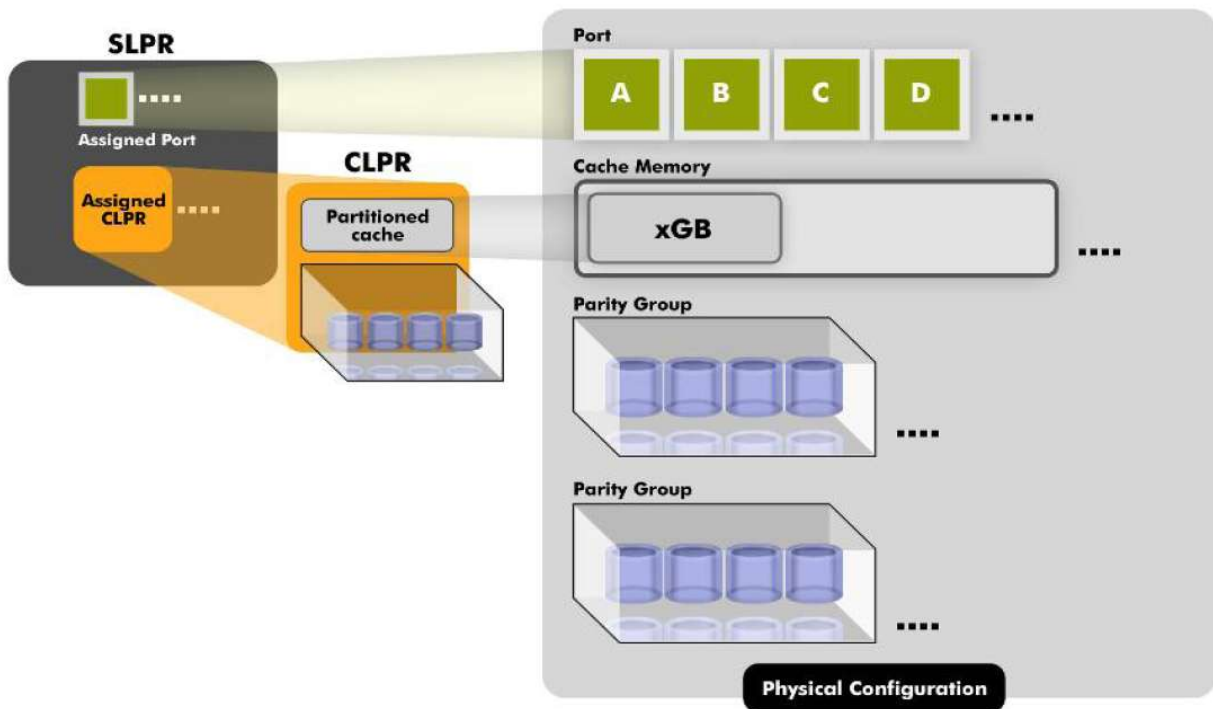 SLPR
Assigned Port
Assigned
CLPR
CLPR
Partitioned
cache
Port
A
B
C
D
Cache Memory
xGB
Parity Group
Parity Group
Physical Configuration